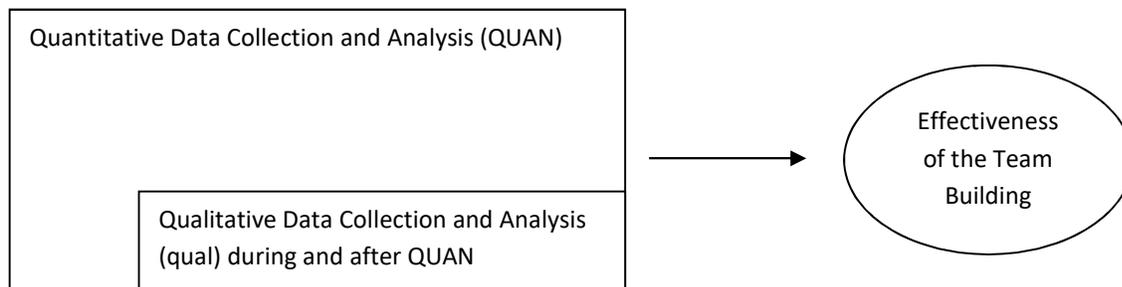 Quantitative Data Collection and Analysis (QUAN)
Qualitative Data Collection and Analysis
(qual) during and after QUAN
Effectiveness
of the Team
Building